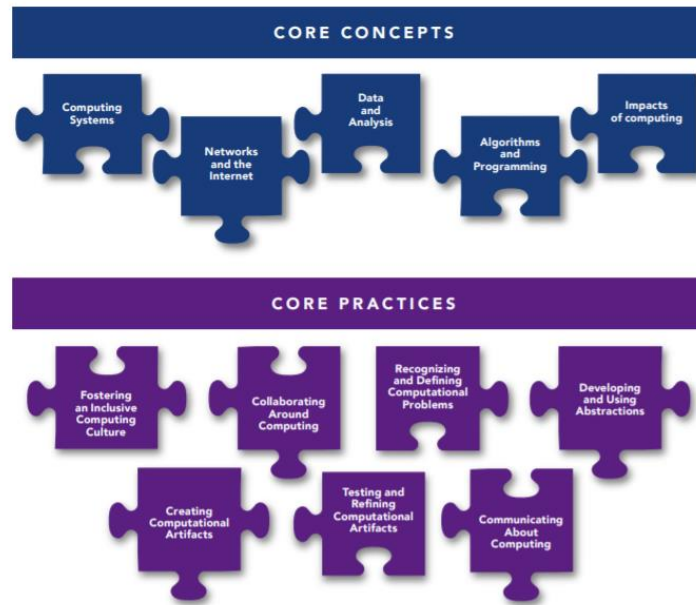 CORE CONCEPTS
Computing
Systems
Networks
and the
Internet
Data
and
Analysis
Algorithms
and
Programming
Impacts
of computing
CORE PRACTICES
Fostering
an Inclusive
Computing
Culture
Collaborating
Around
Computing
Recognizing
and Defining
Computational
Problems
Developing
and Using
Abstractions
Creating
Computational
Artifacts
Testing and
Refining
Computational
Artifacts
Communicating
About
Computing